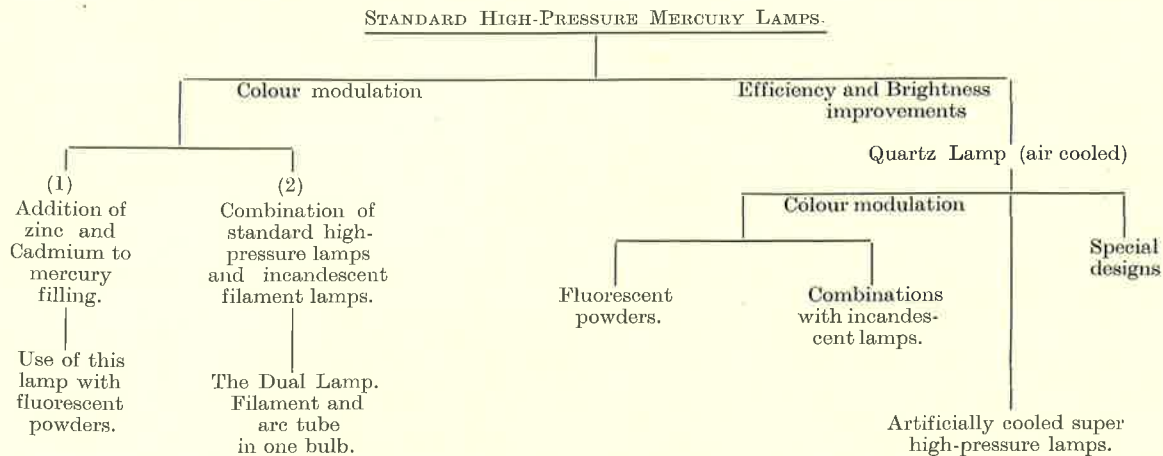 STANDARD HIGH-PRESSURE MERCURY LAMPS.
Colour modulation
Efficiency and Brightness
improvements
(1)
Addition of
zinc and
Cadmium to
mercury
filling.
Use of this
lamp with
fluorescent
powders.
(2)
Combination of
standard high-
pressure lamps
and incandescent
filament lamps.
The Dual Lamp.
Filament and
arc tube
in one bulb.
Quartz Lamp (air cooled)
Colour modulation
Fluorescent
powders.
Combinations
with incandes-
cent lamps.
Special
designs
Artificially cooled super
high-pressure lamps.